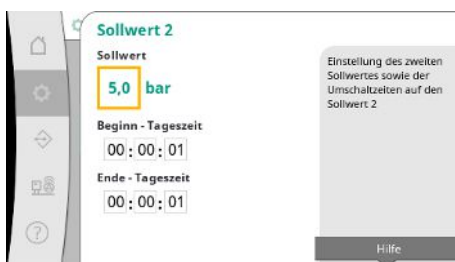 Sollwert 2
Sollwert
5,0 bar
Beginn - Tageszeit
00 : 00 : 01
Ende - Tageszeit
00 : 00 : 01
Einstellung des zweiten
Sollwertes sowie der
Umschaltzeiten auf den
Sollwert 2
Hilfe